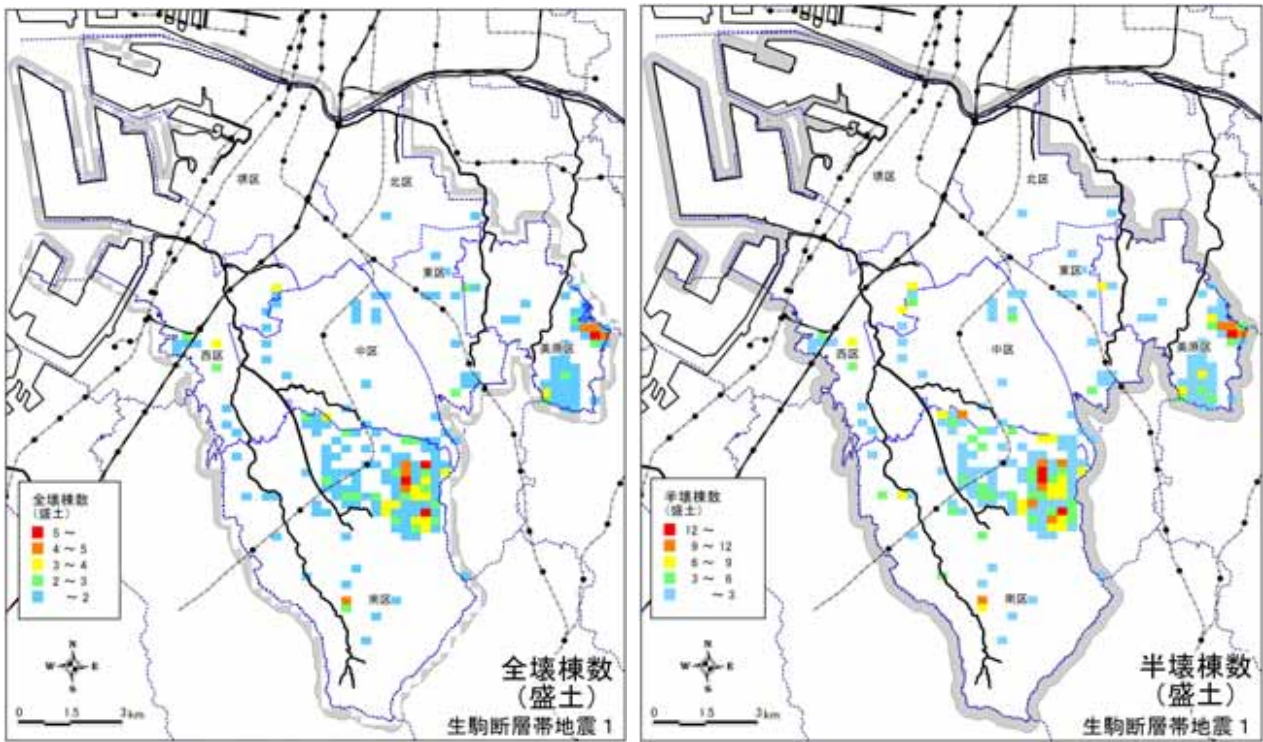 堺区
北区
東区
中区
西区
美原区
南区
全壊棟数
(盛土)
5 ～
4 ～ 5
3 ～ 4
2 ～ 3
～ 2
N
W E
S
0 1.5 3km
全壊棟数
(盛土)
生駒断層帯地震 1
堺区
北区
東区
中区
西区
美原区
南区
半壊棟数
(盛土)
12 ～
9 ～ 12
6 ～ 9
3 ～ 6
～ 3
N
W E
S
0 1.5 3km
半壊棟数
(盛土)
生駒断層帯地震 1